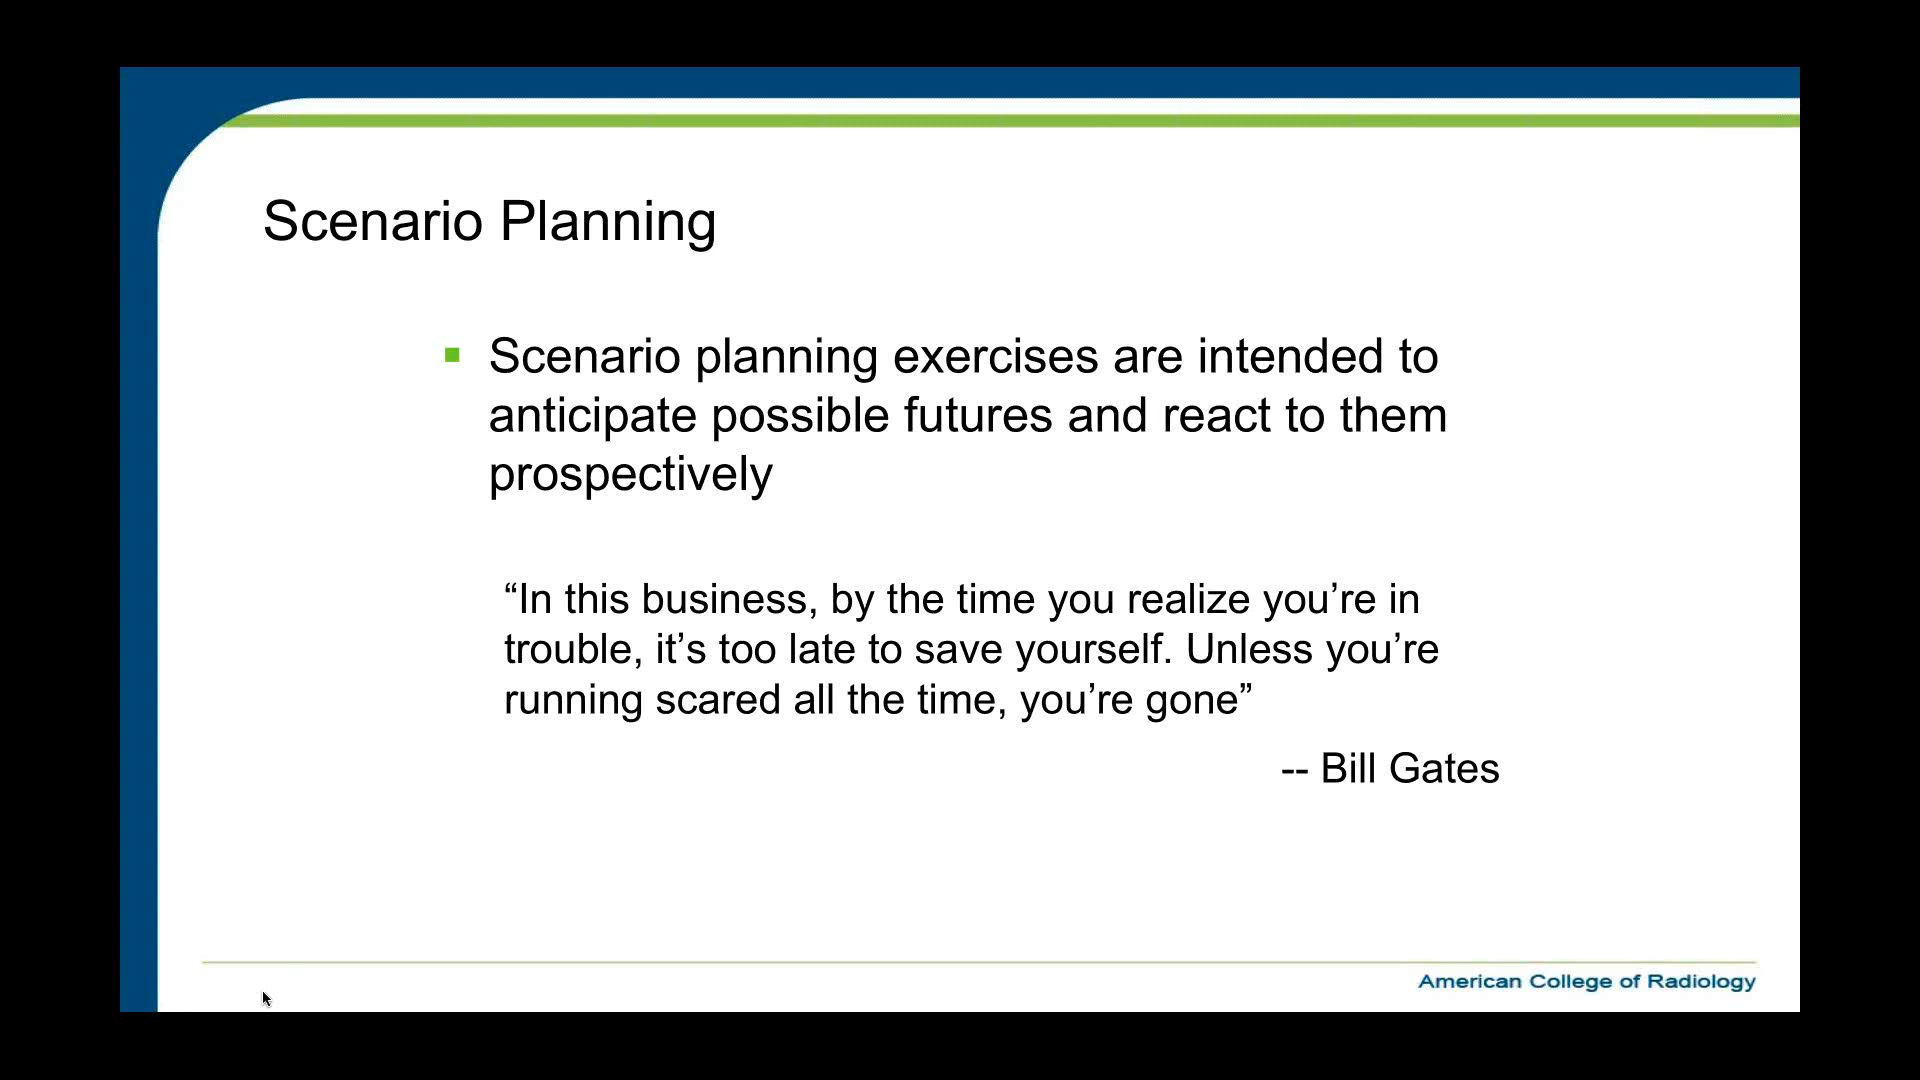 Scenario Planning
Scenario planning exercises are intended to
anticipate possible futures and react to them
prospectively
“In this business, by the time you realize you’re in
trouble, it’s too late to save yourself. Unless you’re
running scared all the time, you’re gone”
-- Bill Gates
American College of Radiology